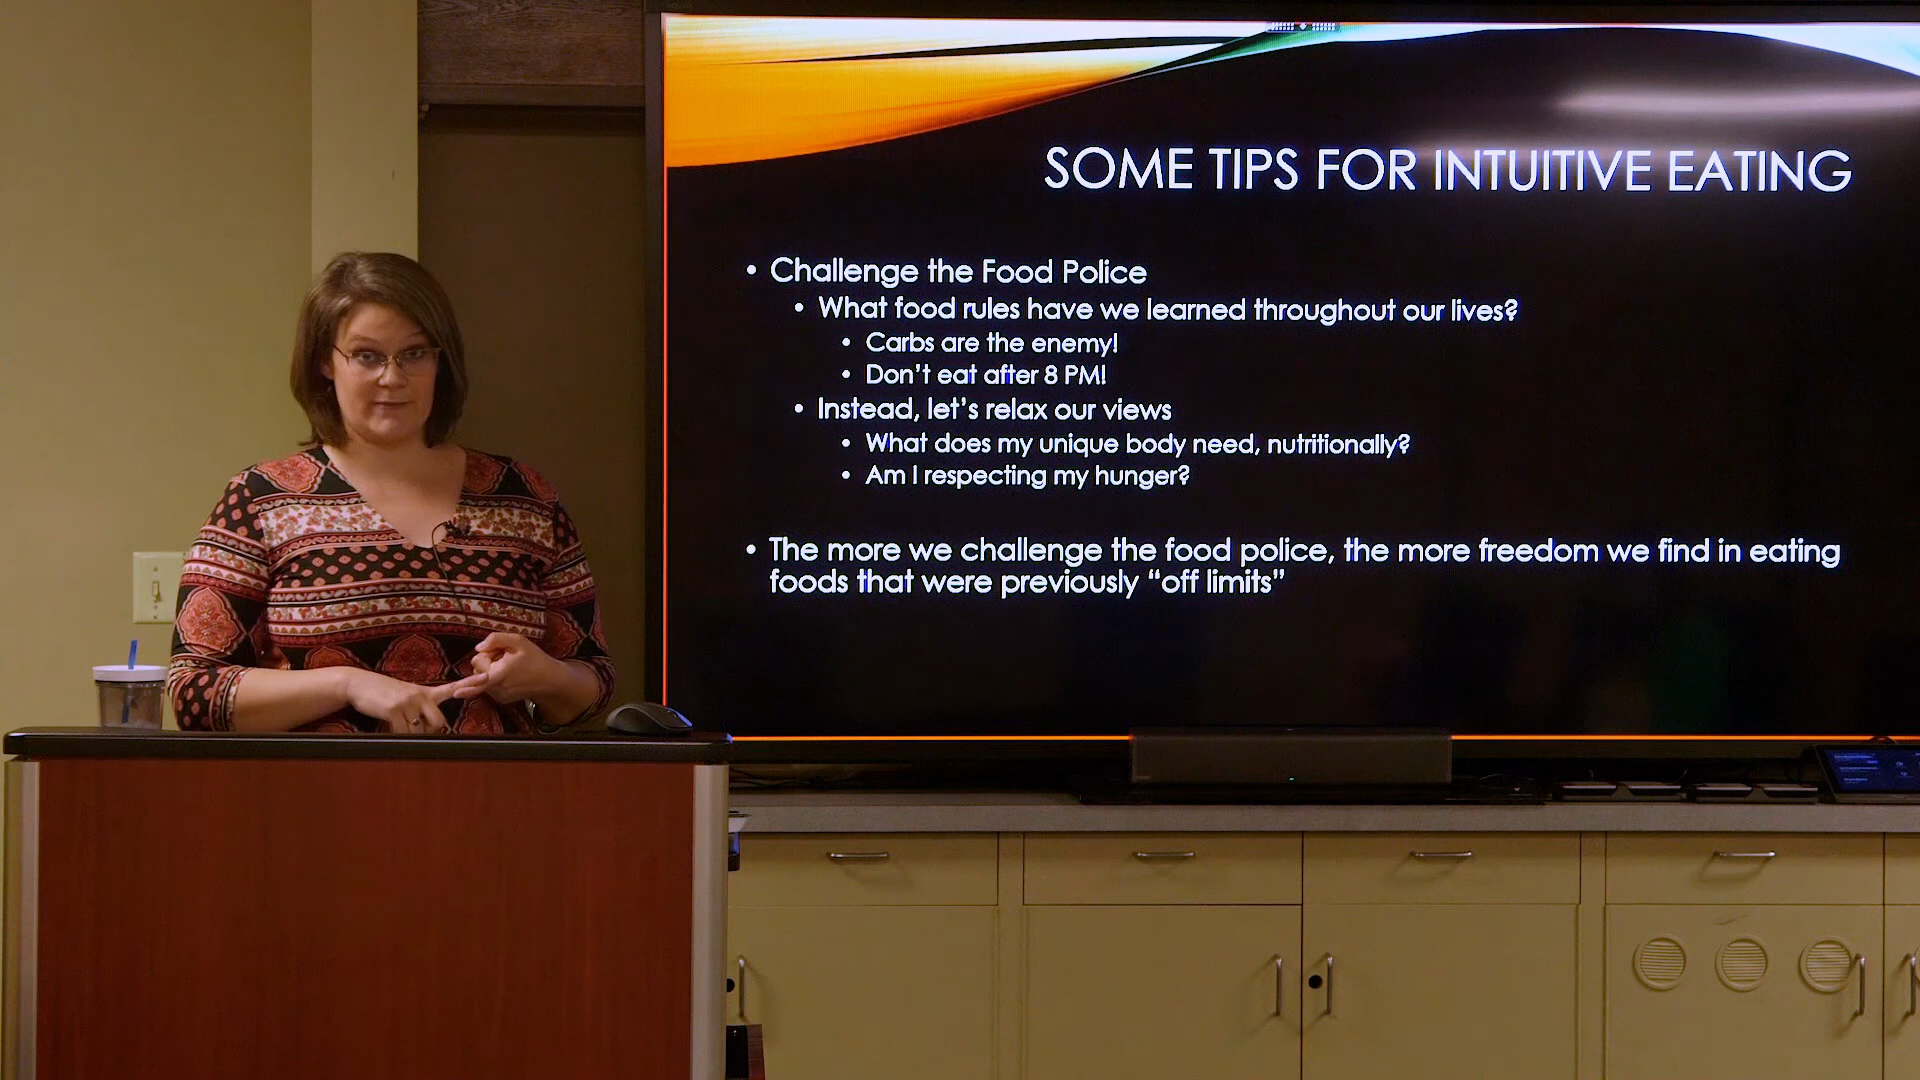 SOME TIPS FOR INTUITIVE EATING
• Challenge the Food Police
• What food rules have we learned throughout our lives?
• Carbs are the enemy!
• Don’t eat after 8 PM!
• Instead, let’s relax our views
• What does my unique body need, nutritionally?
• Am I respecting my hunger?
• The more we challenge the food police, the more freedom we find in eating
foods that were previously “off limits”